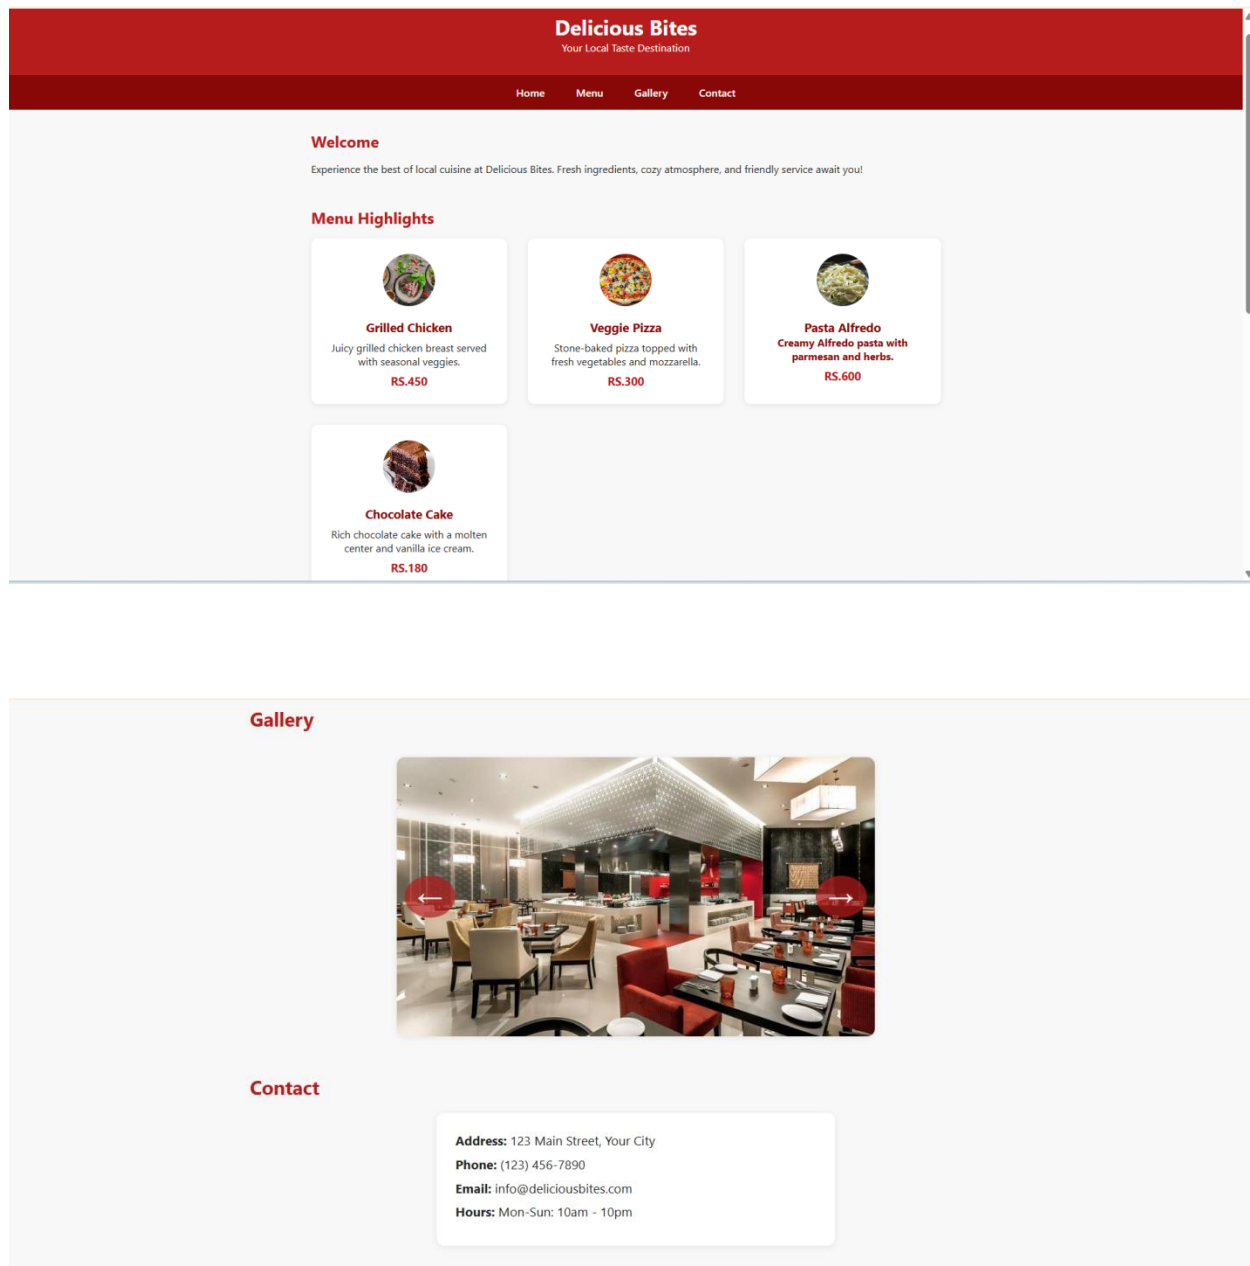 Delicious Bites
Your Local Taste Destination
Home Menu Gallery Contact
Welcome
Experience the best of local cuisine at Delicious Bites. Fresh ingredients, cozy atmosphere, and friendly service await you!
Menu Highlights
Grilled Chicken
Juicy grilled chicken breast served
with seasonal veggies.
RS.450
Veggie Pizza
Stone-baked pizza topped with
fresh vegetables and mozzarella.
RS.300
Pasta Alfredo
Creamy Alfredo pasta with
parmesan and herbs.
RS.600
Chocolate Cake
Rich chocolate cake with a molten
center and vanilla ice cream.
RS.180
Gallery
←
→
Contact
Address: 123 Main Street, Your City
Phone: (123) 456-7890
Email: info@deliciousbites.com
Hours: Mon-Sun: 10am - 10pm